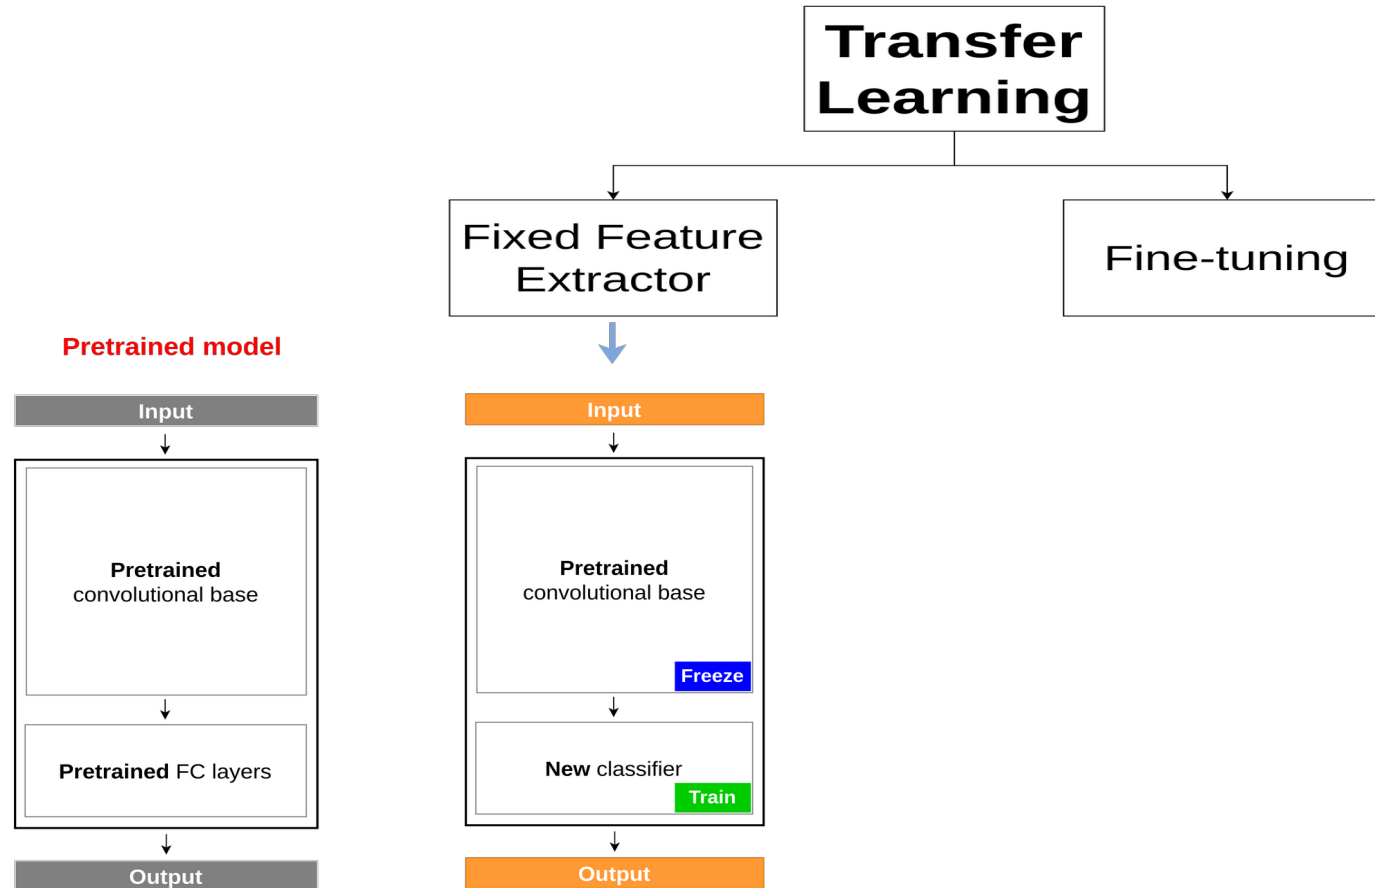 Transfer
Learning
Fixed Feature
Extractor
Fine-tuning
Pretrained model
Input
Pretrained
convolutional base
Pretrained FC layers
Output
Input
Pretrained
convolutional base
Freeze
New classifier
Train
Output